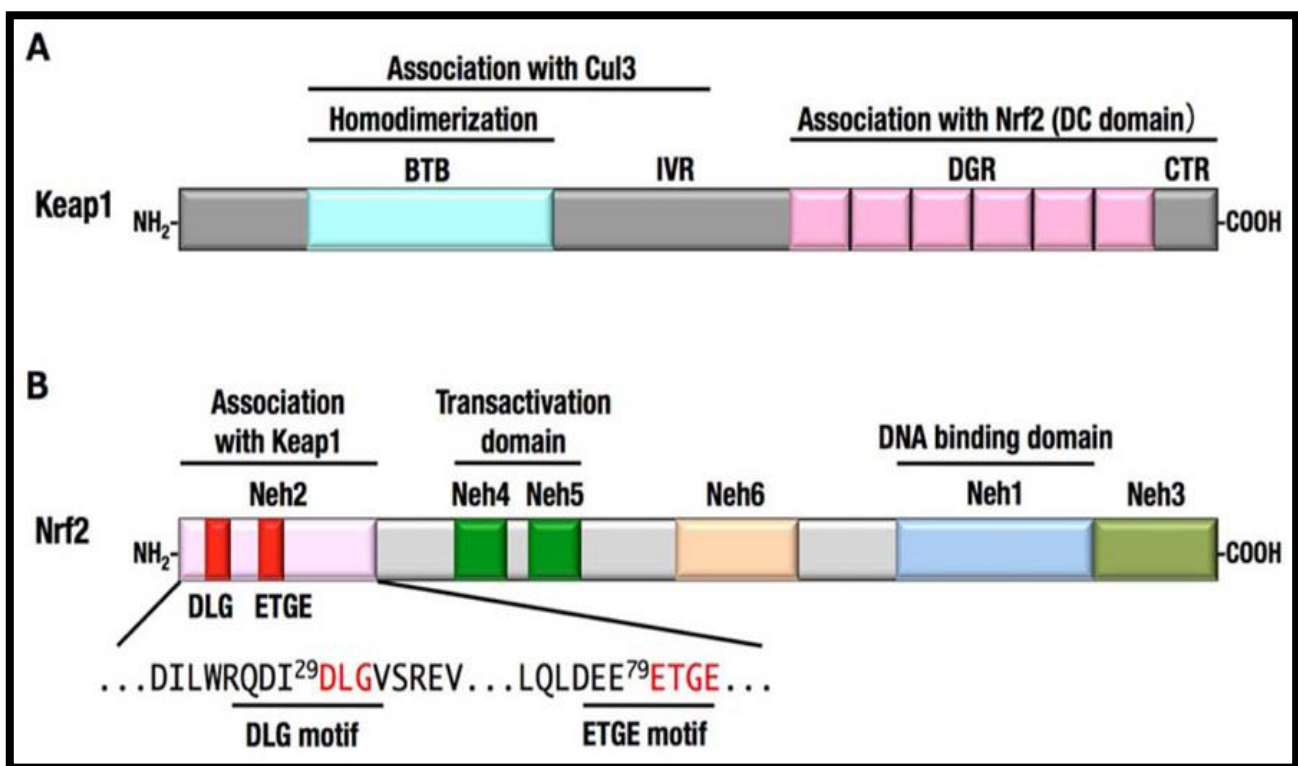 A
Association with Cul3
Homodimerization
Association with Nrf2 (DC domain)
BTB
IVR
DGR
CTR
Keap1
NH2-
-COOH
B
Association
with Keap1
Transactivation
domain
DNA binding domain
Neh2
Neh4
Neh5
Neh6
Neh1
Neh3
Nrf2
NH2-
-COOH
DLG
ETGE
...DILWRQDI29DLGVSREV...LQLDEE79ETGE...
DLG motif
ETGE motif